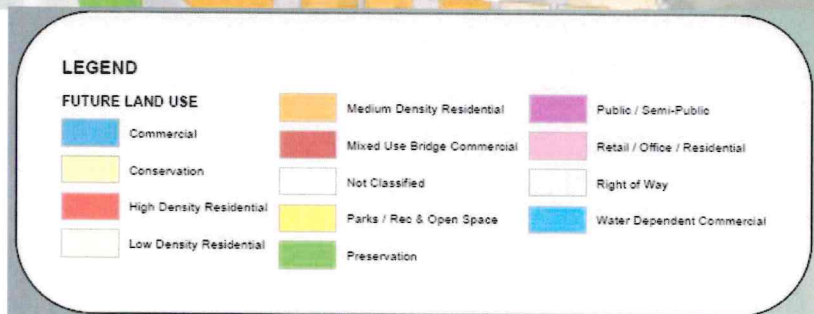 LEGEND
FUTURE LAND USE
Commercial
Conservation
High Density Residential
Low Density Residential
Medium Density Residential
Mixed Use Bridge Commercial
Not Classified
Parks / Rec & Open Space
Preservation
Public / Semi-Public
Retail / Office / Residential
Right of Way
Water Dependent Commercial